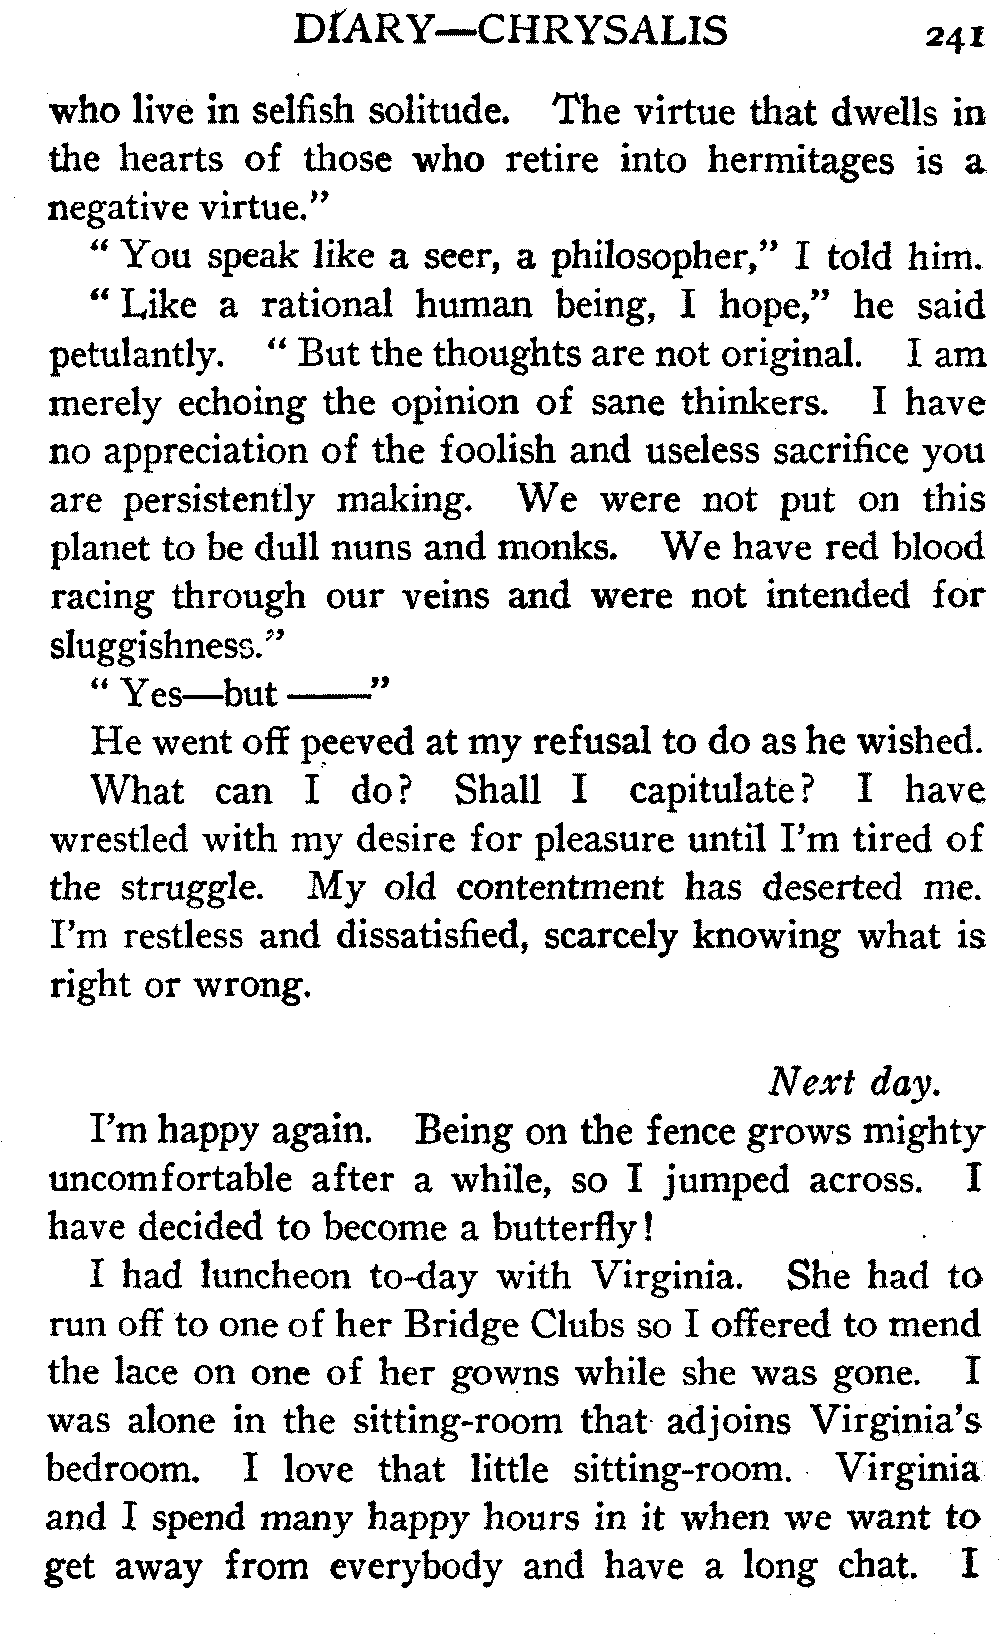 DIARY—CHRYSALIS 241
who live in selfish solitude. The virtue that dwells in
the hearts of those who retire into hermitages is a
negative virtue."
"You speak like a seer, a philosopher," I told him.
"Like a rational human being, I hope," he said
petulantly. "But the thoughts are not original. I am
merely echoing the opinion of sane thinkers. I have
no appreciation of the foolish and useless sacrifice you
are persistently making. We were not put on this
planet to be dull nuns and monks. We have red blood
racing through our veins and were not intended for
sluggishness."
"Yes—but ——"
He went off peeved at my refusal to do as he wished.
What can I do? Shall I capitulate? I have
wrestled with my desire for pleasure until I'm tired of
the struggle. My old contentment has deserted me.
I'm restless and dissatisfied, scarcely knowing what is
right or wrong.
Next day.
I'm happy again. Being on the fence grows mighty
uncomfortable after a while, so I jumped across. I
have decided to become a butterfly!
I had luncheon to-day with Virginia. She had to
run off to one of her Bridge Clubs so I offered to mend
the lace on one of her gowns while she was gone. I
was alone in the sitting-room that adjoins Virginia's
bedroom. I love that little sitting-room. Virginia
and I spend many happy hours in it when we want to
get away from everybody and have a long chat. I